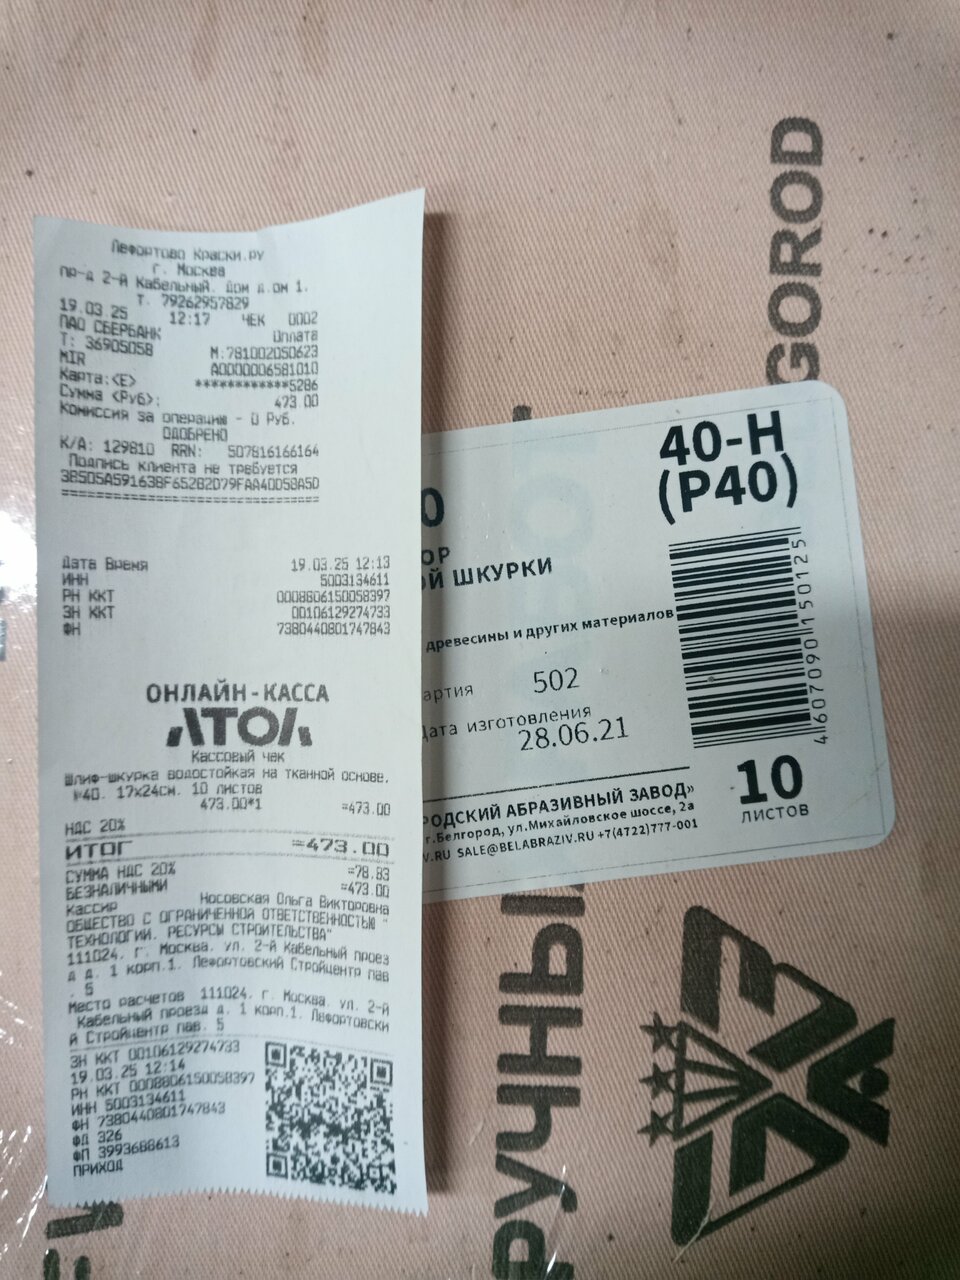 Лефортово Краски.ру
г. Москва
пр-д 2-й Кабельный. Дом д.ом 1.
т. 79262957829
19.03.25 12:17 ЧЕК 0002
ПАО СБЕРБАНК Оплата
Т: 36905058 М:781002050623
MIR A0000006581010
Карта:<E> ************5286
Сумма <Руб>: 473.00
Комиссия за операцию - 0 Руб.
ОДОБРЕНО
К/А: 129810 RRN: 507816166164
Подпись клиента не требуется
3B505A59163BF652B2D79FAA40D58A5D
================================
Дата Время 19.03.25 12:13
ИНН 5003134611
РН ККТ 0008806150058397
ЗН ККТ 00106129274733
ФН 7380440801747843
ОНЛАЙН-КАССА
АТОЛ
Кассовый чек
Шлиф-шкурка водостойкая на тканной основе,
Р40. 17х24см. 10 листов
473.00*1 =473.00
НДС 20%
ИТОГ =473.00
СУММА НДС 20% =78.83
БЕЗНАЛИЧНЫМИ =473.00
Кассир Носовская Ольга Викторовна
ОБЩЕСТВО С ОГРАНИЧЕННОЙ ОТВЕТСТВЕННОСТЬЮ "
ТЕХНОЛОГИИ. РЕСУРСЫ СТРОИТЕЛЬСТВА"
111024, Г. Москва. ул. 2-й Кабельный проез
д д. 1 корп.1. Лефортовский Стройцентр пав
. 5
Место расчетов 111024. г. Москва. ул. 2-й
Кабельный проезд д. 1 корп.1. Лефортовски
й Стройцентр пав. 5
ЗН ККТ 00106129274733
19.03.25 12:14
РН ККТ 0008806150058397
ИНН 5003134611
ФН 7380440801747843
ФД 326
ФП 3993688613
ПРИХОД
40-Н
(Р40)
0
ОР
ОЙ ШКУРКИ
древесины и других материалов
артия 502
Дата изготовления
28.06.21
4607090150125
10
ЛИСТОВ
РОДСКИЙ АБРАЗИВНЫЙ ЗАВОД»
г.Белгород, ул.Михайловское шоссе, 2а
V.RU SALE@BELABRAZIV.RU +7(4722)777-001
GOROD
РУЧНЫ
БАЗ